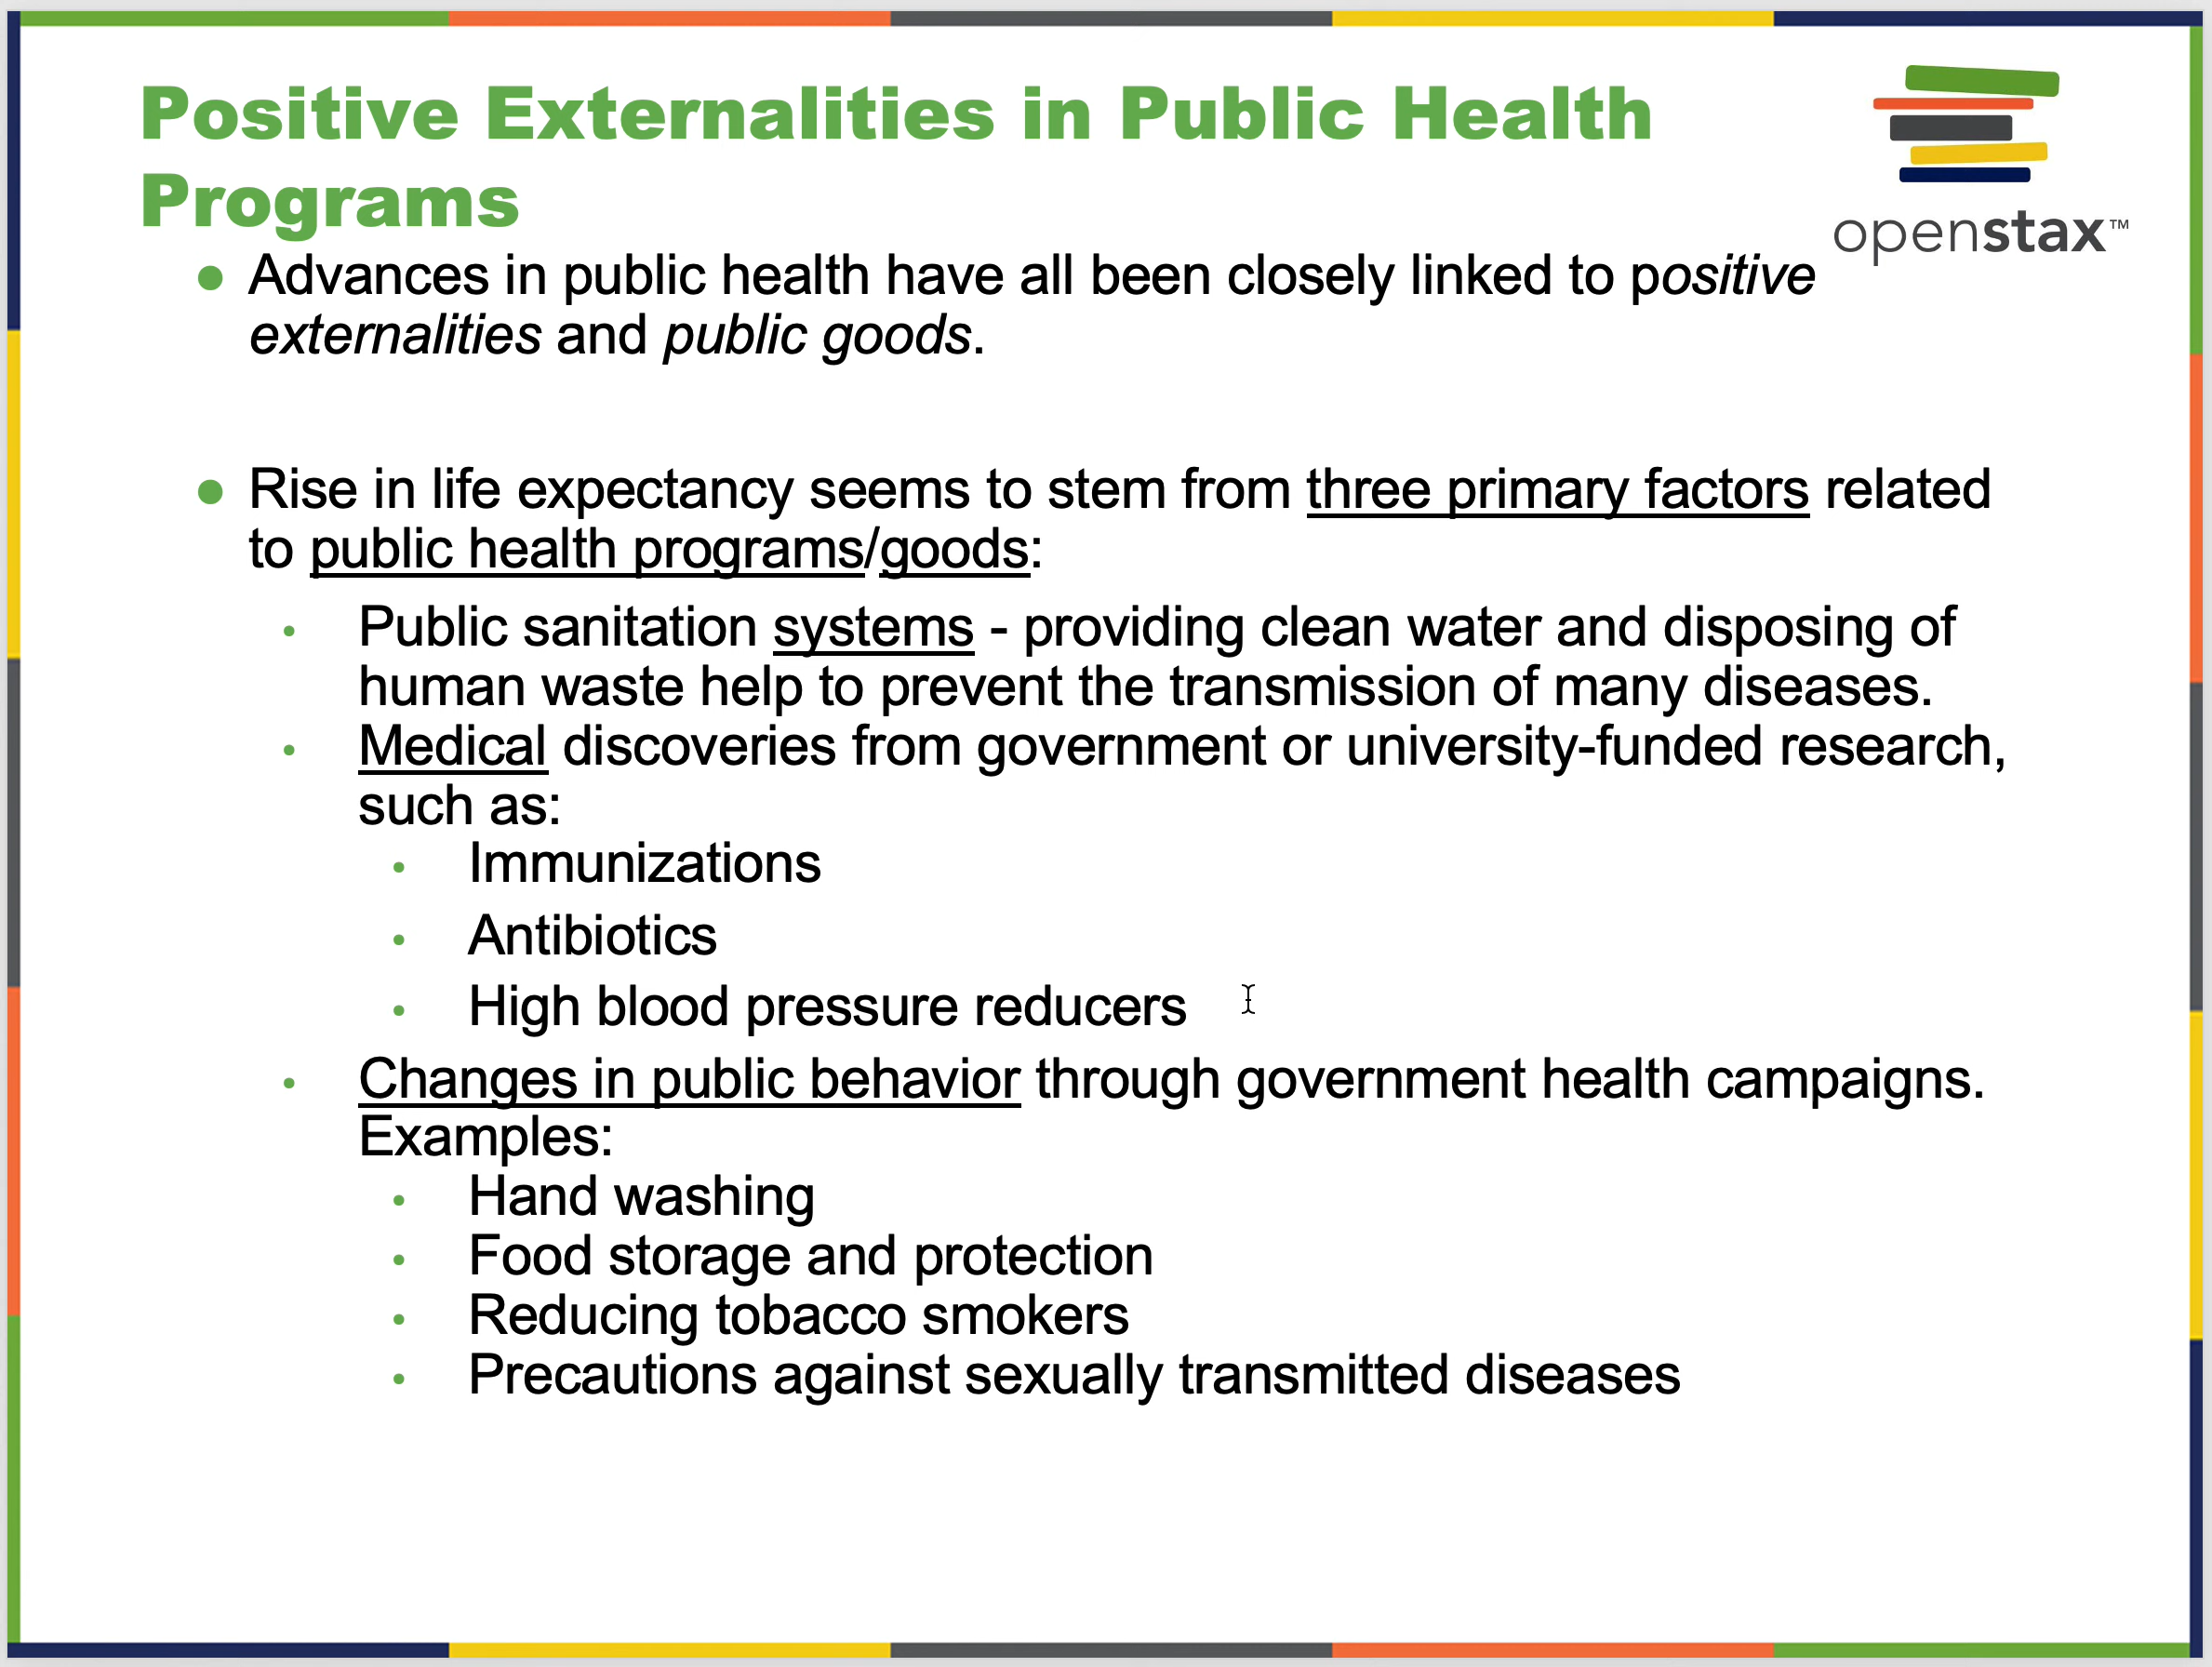 Positive Externalities in Public Health
Programs
openstax™
● Advances in public health have all been closely linked to positive
externalities and public goods.
● Rise in life expectancy seems to stem from three primary factors related
to public health programs/goods:
• Public sanitation systems - providing clean water and disposing of
human waste help to prevent the transmission of many diseases.
• Medical discoveries from government or university-funded research,
such as:
• Immunizations
• Antibiotics
• High blood pressure reducers
• Changes in public behavior through government health campaigns.
Examples:
• Hand washing
• Food storage and protection
• Reducing tobacco smokers
• Precautions against sexually transmitted diseases